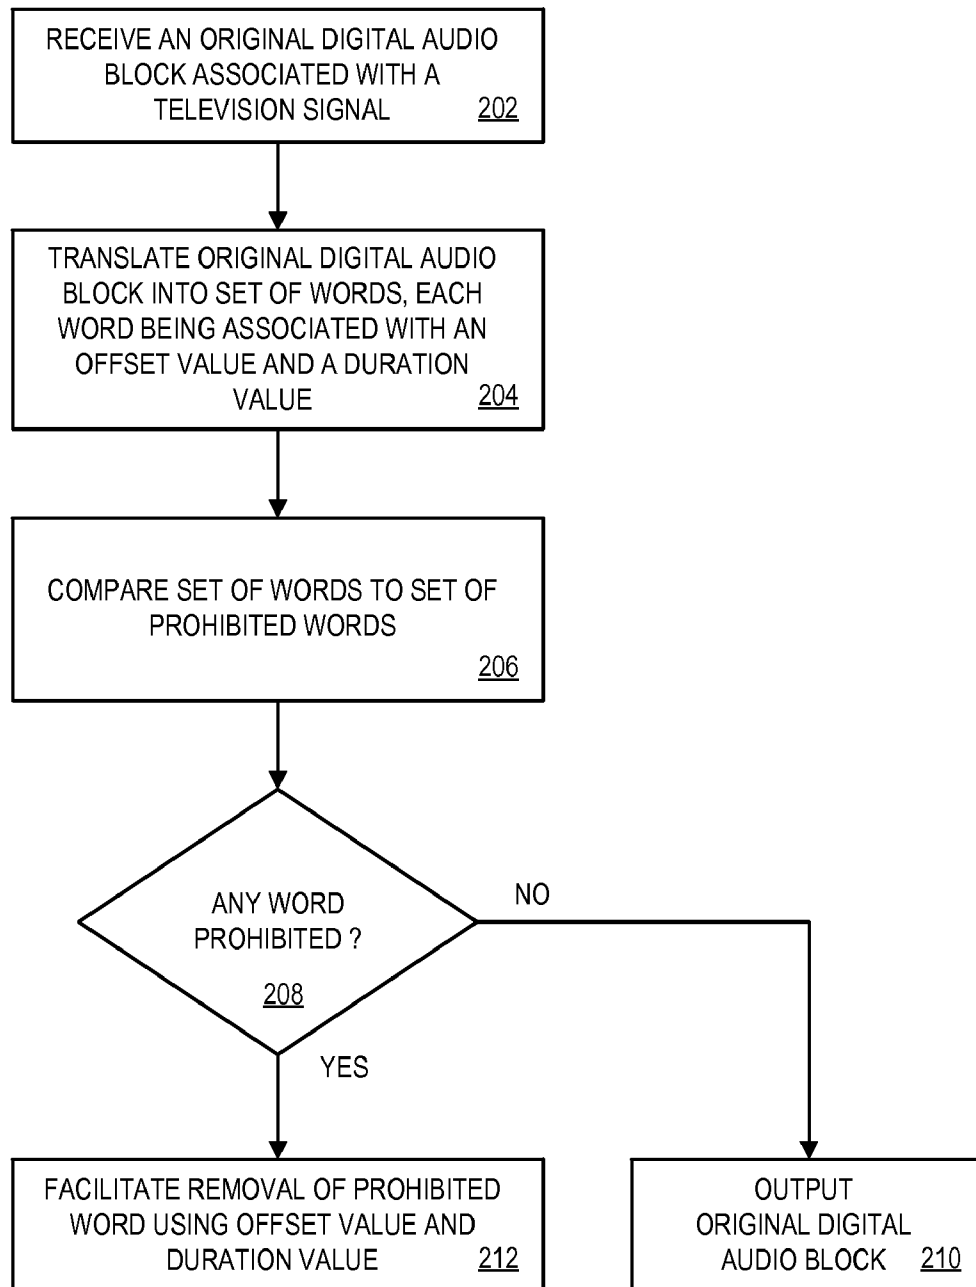 RECEIVE AN ORIGINAL DIGITAL AUDIO
BLOCK ASSOCIATED WITH A
TELEVISION SIGNAL 202
TRANSLATE ORIGINAL DIGITAL AUDIO
BLOCK INTO SET OF WORDS, EACH
WORD BEING ASSOCIATED WITH AN
OFFSET VALUE AND A DURATION
VALUE 204
COMPARE SET OF WORDS TO SET OF
PROHIBITED WORDS
206
ANY WORD
PROHIBITED ?
208
NO
YES
FACILITATE REMOVAL OF PROHIBITED
WORD USING OFFSET VALUE AND
DURATION VALUE 212
OUTPUT
ORIGINAL DIGITAL
AUDIO BLOCK 210